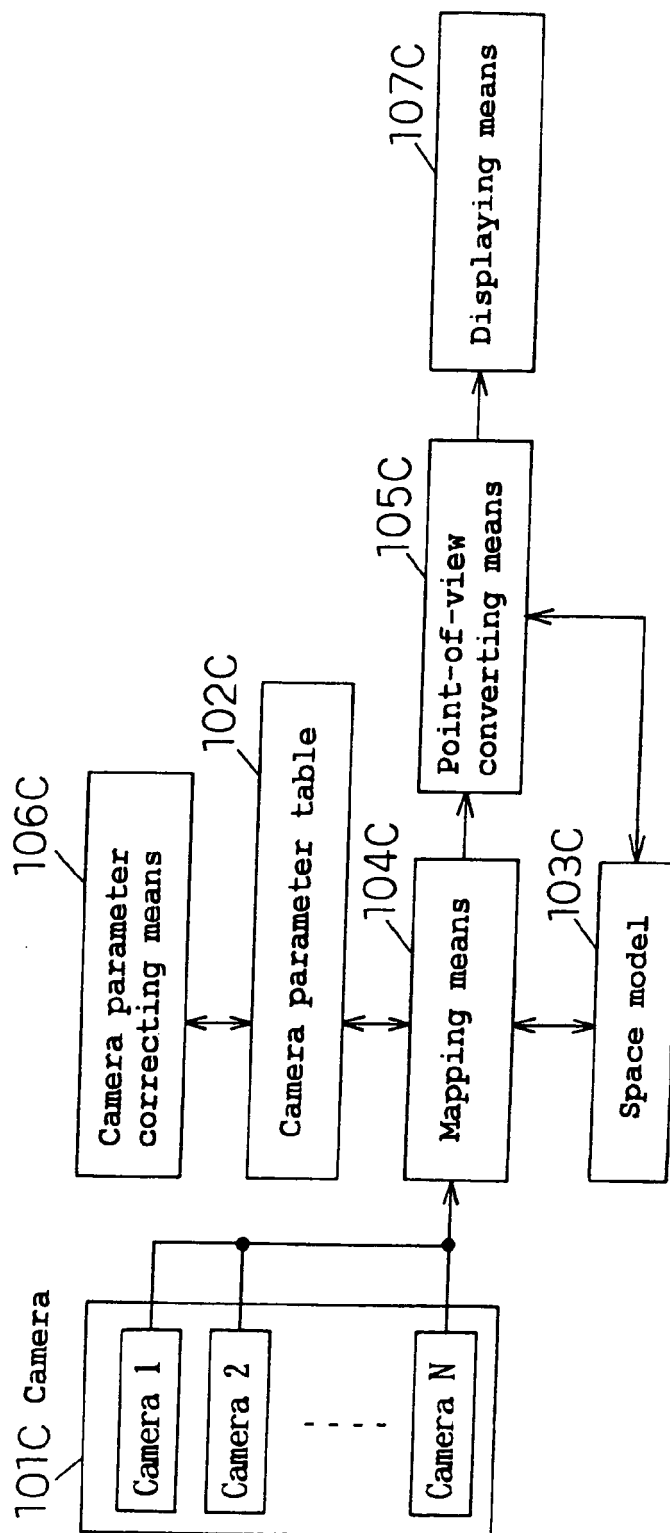 101C Camera
Camera 1
Camera 2
Camera N
106C
Camera parameter
correcting means
102C
Camera parameter table
104C
Mapping means
103C
Space model
105C
Point-of-view
converting means
107C
Displaying means